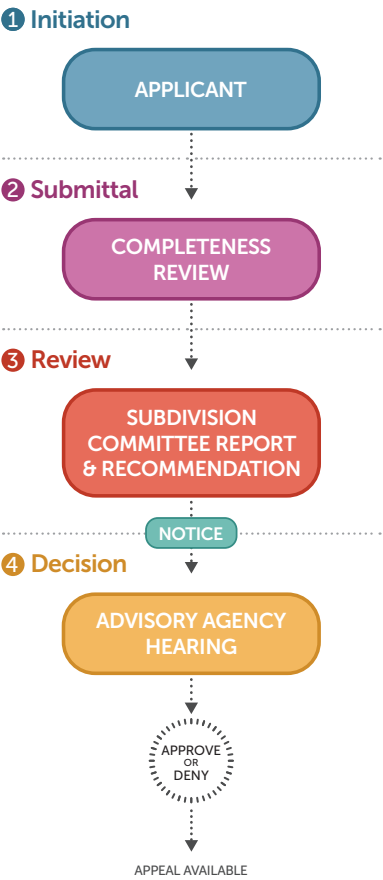 1 Initiation
APPLICANT
2 Submittal
COMPLETENESS
REVIEW
3 Review
SUBDIVISION
COMMITTEE REPORT
& RECOMMENDATION
NOTICE
4 Decision
ADVISORY AGENCY
HEARING
APPROVE
OR
DENY
APPEAL AVAILABLE